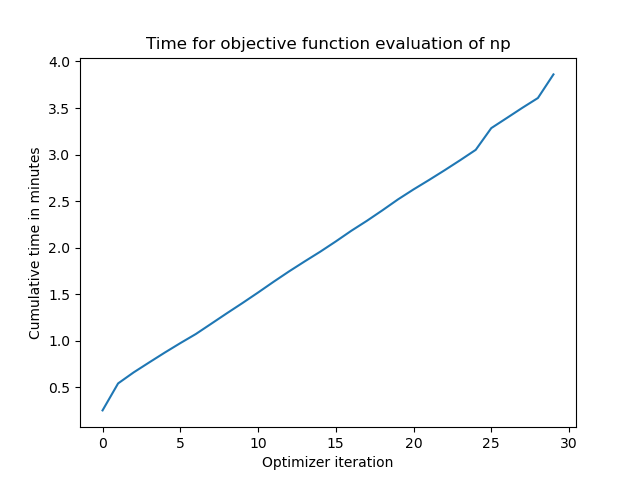 Time for objective function evaluation of np
4.0
3.5
3.0
2.5
2.0
1.5
1.0
0.5
Cumulative time in minutes
0 5 10 15 20 25 30
Optimizer iteration